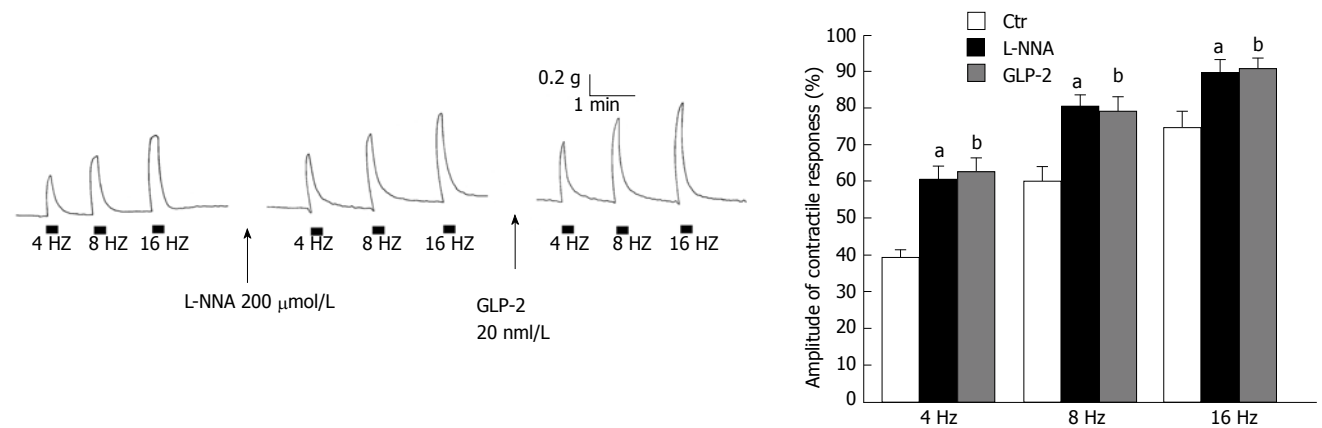 0.2 g
1 min
4 HZ 8 HZ 16 HZ
4 HZ 8 HZ 16 HZ
4 HZ 8 HZ 16 HZ
L-NNA 200 μmol/L
GLP-2
20 nml/L
Ctr
L-NNA
GLP-2
Amplitude of contractile responess (%)
100
90
80
70
60
50
40
30
20
10
0
a b
a b
a b
4 Hz 8 Hz 16 Hz